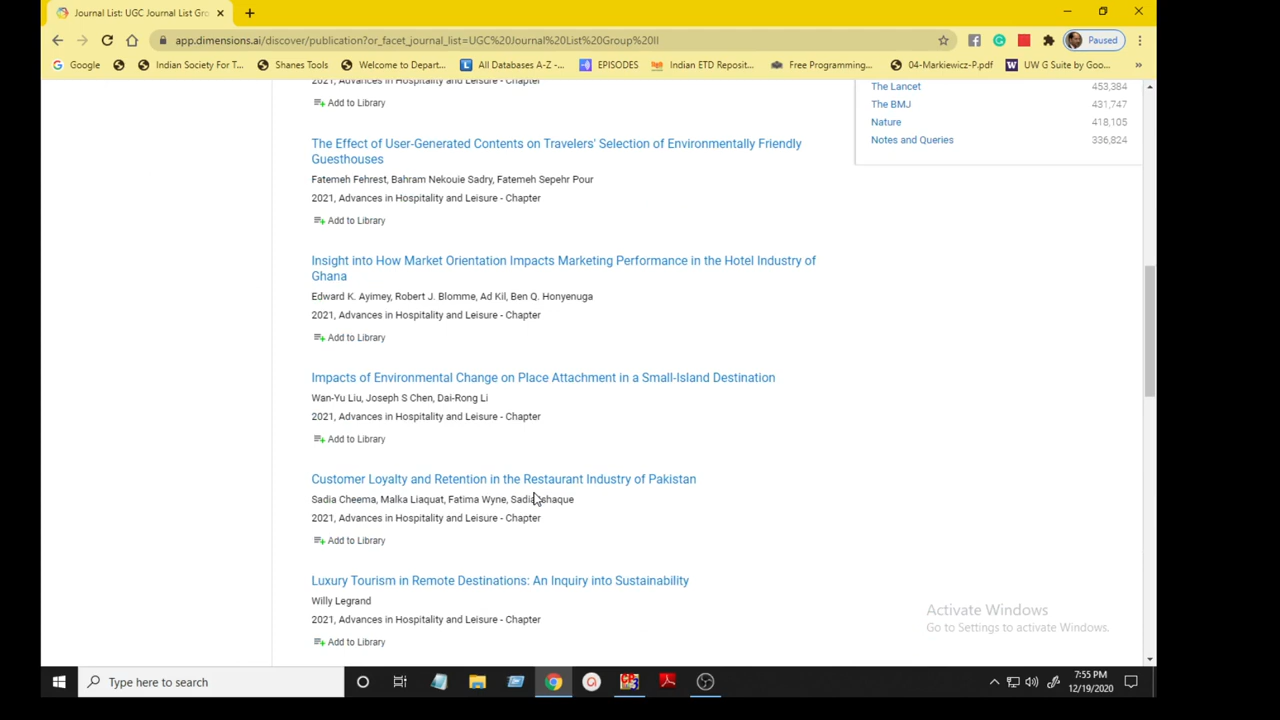 Journal List: UGC Journal List Gro
app.dimensions.ai/discover/publication?or_facet_journal_list=UGC%20Journal%20List%20Group%20II
Paused
Google
Indian Society For T...
Shanes Tools
Welcome to Depart...
All Databases A-Z -...
EPISODES
Indian ETD Reposit...
Free Programming...
04-Markiewicz-P.pdf
UW G Suite by Goo...
»
2021, Advances in Hospitality and Leisure - Chapter
Add to Library
The Effect of User-Generated Contents on Travelers' Selection of Environmentally Friendly
Guesthouses
Fatemeh Fehrest, Bahram Nekouie Sadry, Fatemeh Sepehr Pour
2021, Advances in Hospitality and Leisure - Chapter
Add to Library
Insight into How Market Orientation Impacts Marketing Performance in the Hotel Industry of
Ghana
Edward K. Ayimey, Robert J. Blomme, Ad Kil, Ben Q. Honyenuga
2021, Advances in Hospitality and Leisure - Chapter
Add to Library
Impacts of Environmental Change on Place Attachment in a Small-Island Destination
Wan-Yu Liu, Joseph S Chen, Dai-Rong Li
2021, Advances in Hospitality and Leisure - Chapter
Add to Library
Customer Loyalty and Retention in the Restaurant Industry of Pakistan
Sadia Cheema, Malka Liaquat, Fatima Wyne, Sadia
2021, Advances in Hospitality and Leisure - Chapter
Add to Library
Luxury Tourism in Remote Destinations: An Inquiry into Sustainability
Willy Legrand
2021, Advances in Hospitality and Leisure - Chapter
Add to Library
The Lancet 453,384
The BMJ 431,747
Nature 418,105
Notes and Queries 336,824
Activate Windows
Go to Settings to activate Windows.
Type here to search
7:55 PM
12/19/2020